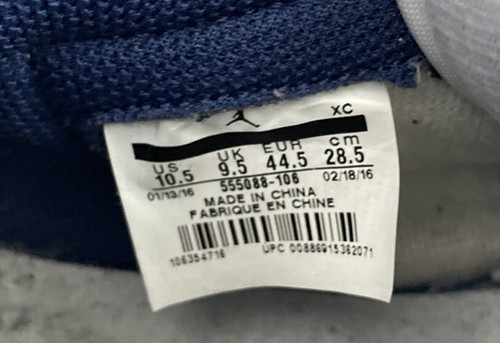 XC
US UK EUR cm
10.5 9.5 44.5 28.5
01/13/16 555088-106 02/18/16
MADE IN CHINA
FABRIQUE EN CHINE
106354716 UPC 00886915362071